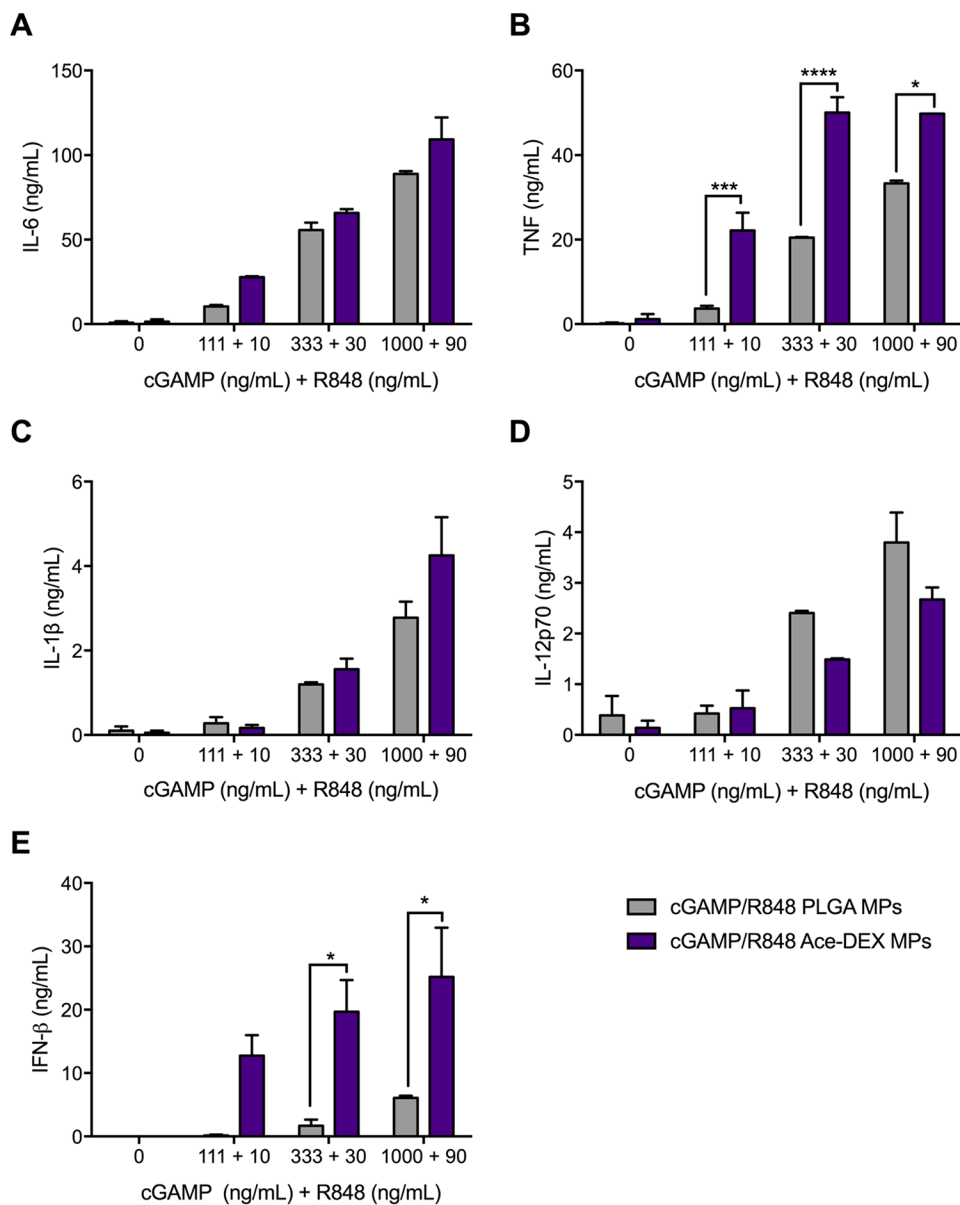 A
IL-6 (ng/mL)
150
100
50
0
0 111 + 10 333 + 30 1000 + 90
cGAMP (ng/mL) + R848 (ng/mL)
B
TNF (ng/mL)
60
40
20
0
***
****
*
0 111 + 10 333 + 30 1000 + 90
cGAMP (ng/mL) + R848 (ng/mL)
C
IL-1β (ng/mL)
6
4
2
0
0 111 + 10 333 + 30 1000 + 90
cGAMP (ng/mL) + R848 (ng/mL)
D
IL-12p70 (ng/mL)
5
4
3
2
1
0
0 111 + 10 333 + 30 1000 + 90
cGAMP (ng/mL) + R848 (ng/mL)
E
IFN-β (ng/mL)
40
30
20
10
0
*
*
0 111 + 10 333 + 30 1000 + 90
cGAMP (ng/mL) + R848 (ng/mL)
cGAMP/R848 PLGA MPs
cGAMP/R848 Ace-DEX MPs